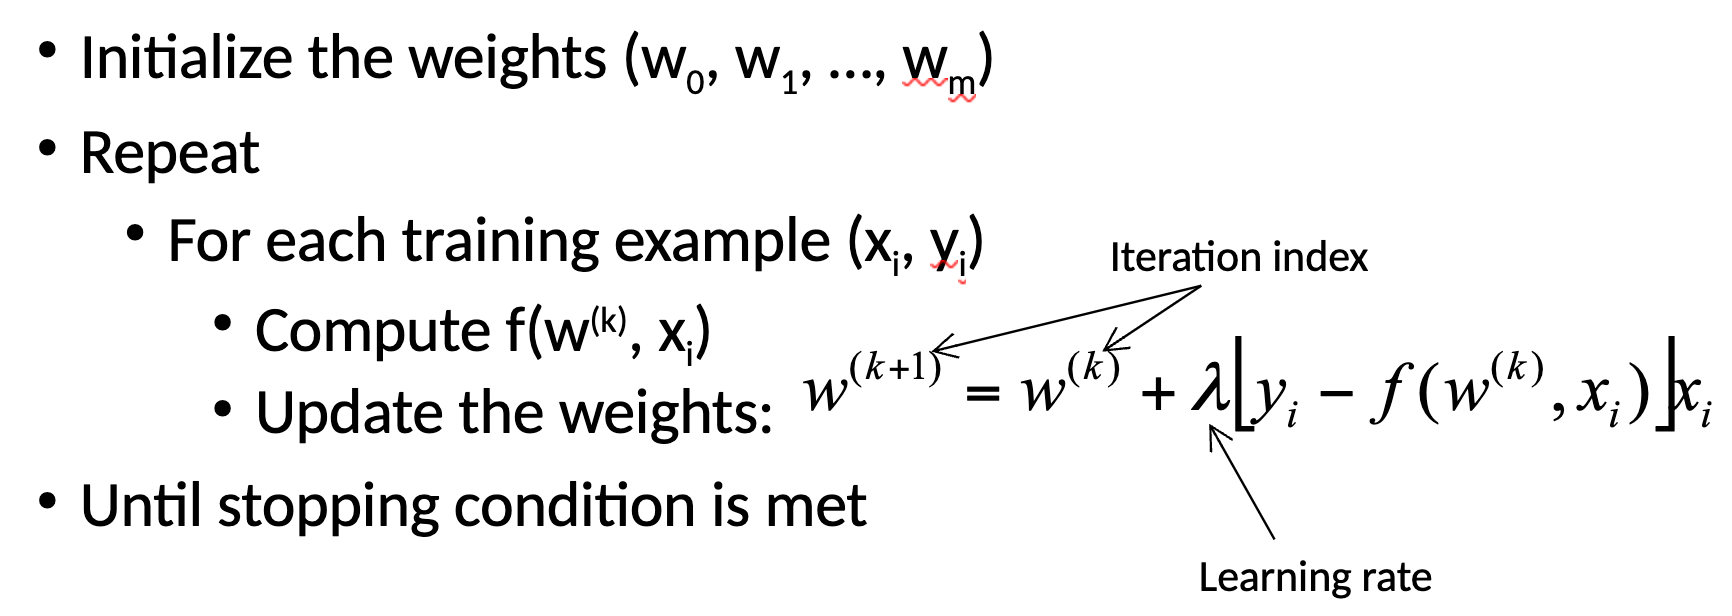 • Initialize the weights (w₀, w₁, …, wₘ)
• Repeat
• For each training example (xᵢ, yᵢ)
Iteration index
• Compute f(w⁽ᵏ⁾, xᵢ)
• Update the weights: w⁽ᵏ⁺¹⁾ = w⁽ᵏ⁾ + λ⌊yᵢ − f(w⁽ᵏ⁾, xᵢ)⌋xᵢ
• Until stopping condition is met
Learning rate